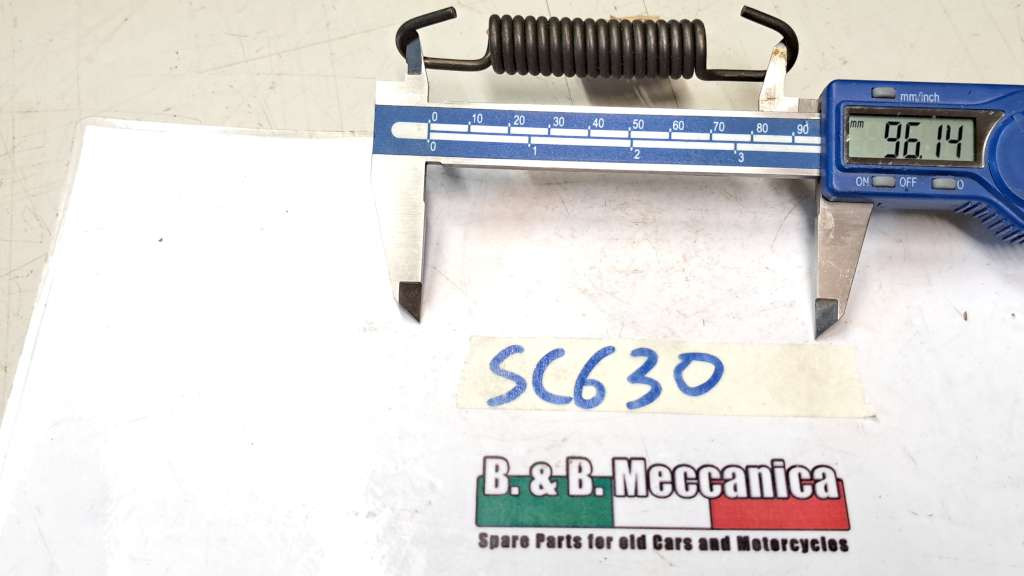 mm/inch
mm 96.14
ON OFF 0
0 10 20 30 40 50 60 70 80 90
0 1 2 3
SC630
B. & B. Meccanica
Spare Parts for old Cars and Motorcycles